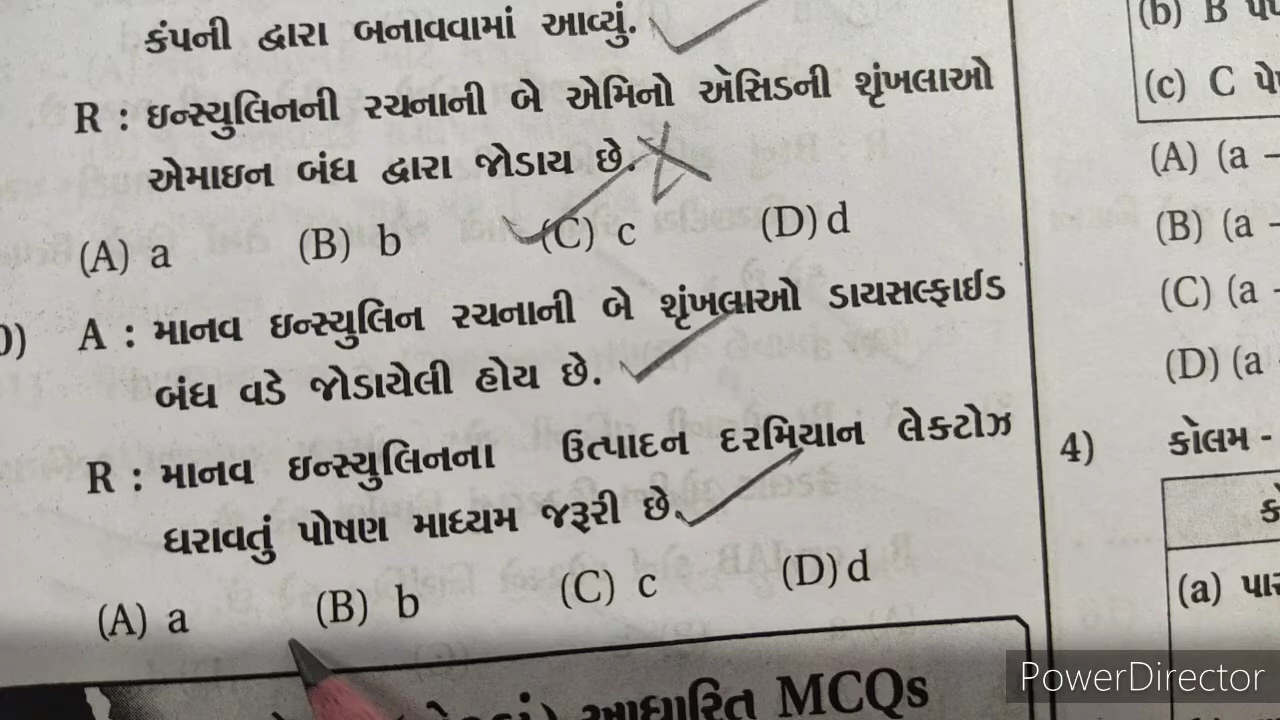 કંપની દ્વારા બનાવવામાં આવ્યું.
R : ઇન્સ્યુલિનની રચનાની બે એમિનો એસિડની શૃંખલાઓ
એમાઇન બંધ દ્વારા જોડાય છે.
(A) a (B) b (C) c (D) d
0) A : માનવ ઇન્સ્યુલિન રચનાની બે શૃંખલાઓ ડાયસલ્ફાઈડ
બંધ વડે જોડાયેલી હોય છે.
R : માનવ ઇન્સ્યુલિનના ઉત્પાદન દરમિયાન લેક્ટોઝ
ધરાવતું પોષણ માધ્યમ જરૂરી છે.
(A) a (B) b (C) c (D) d
આધારિત MCQs
(b) B
(c) C
(A) (a –
(B) (a -
(C) (a -
(D) (a
4) કોલમ -
(a)
PowerDirector